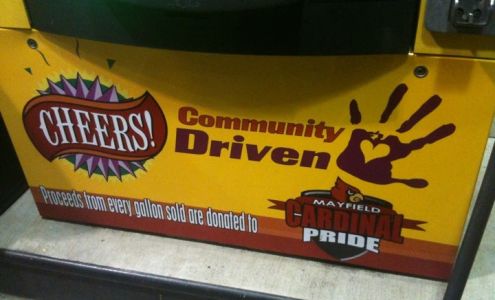 CHEERS!
Community
Driven
Proceeds from every gallon sold are donated to
MAYFIELD
CARDINAL
PRIDE